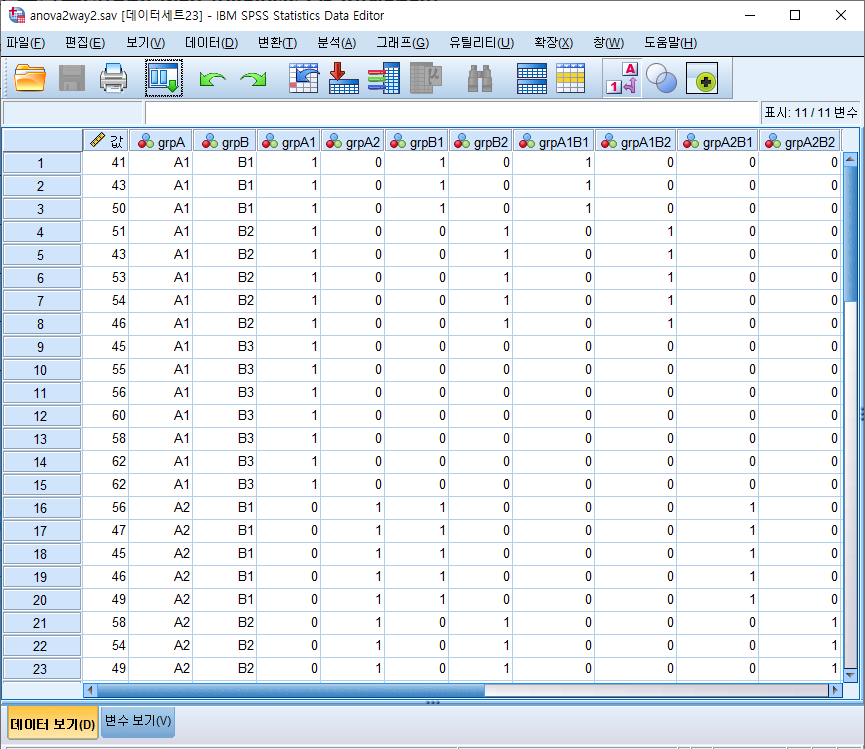 anova2way2.sav [데이터세트23] - IBM SPSS Statistics Data Editor
파일(F) 편집(E) 보기(V) 데이터(D) 변환(T) 분석(A) 그래프(G) 유틸리티(U) 확장(X) 창(W) 도움말(H)
A
1
표시: 11 / 11 변수
값 grpA grpB grpA1 grpA2 grpB1 grpB2 grpA1B1 grpA1B2 grpA2B1 grpA2B2
1 41 A1 B1 1 0 1 0 1 0 0 0
2 43 A1 B1 1 0 1 0 1 0 0 0
3 50 A1 B1 1 0 1 0 1 0 0 0
4 51 A1 B2 1 0 0 1 0 1 0 0
5 43 A1 B2 1 0 0 1 0 1 0 0
6 53 A1 B2 1 0 0 1 0 1 0 0
7 54 A1 B2 1 0 0 1 0 1 0 0
8 46 A1 B2 1 0 0 1 0 1 0 0
9 45 A1 B3 1 0 0 0 0 0 0 0
10 55 A1 B3 1 0 0 0 0 0 0 0
11 56 A1 B3 1 0 0 0 0 0 0 0
12 60 A1 B3 1 0 0 0 0 0 0 0
13 58 A1 B3 1 0 0 0 0 0 0 0
14 62 A1 B3 1 0 0 0 0 0 0 0
15 62 A1 B3 1 0 0 0 0 0 0 0
16 56 A2 B1 0 1 1 0 0 0 1 0
17 47 A2 B1 0 1 1 0 0 0 1 0
18 45 A2 B1 0 1 1 0 0 0 1 0
19 46 A2 B1 0 1 1 0 0 0 1 0
20 49 A2 B1 0 1 1 0 0 0 1 0
21 58 A2 B2 0 1 0 1 0 0 0 1
22 54 A2 B2 0 1 0 1 0 0 0 1
23 49 A2 B2 0 1 0 1 0 0 0 1
데이터 보기(D) 변수 보기(V)